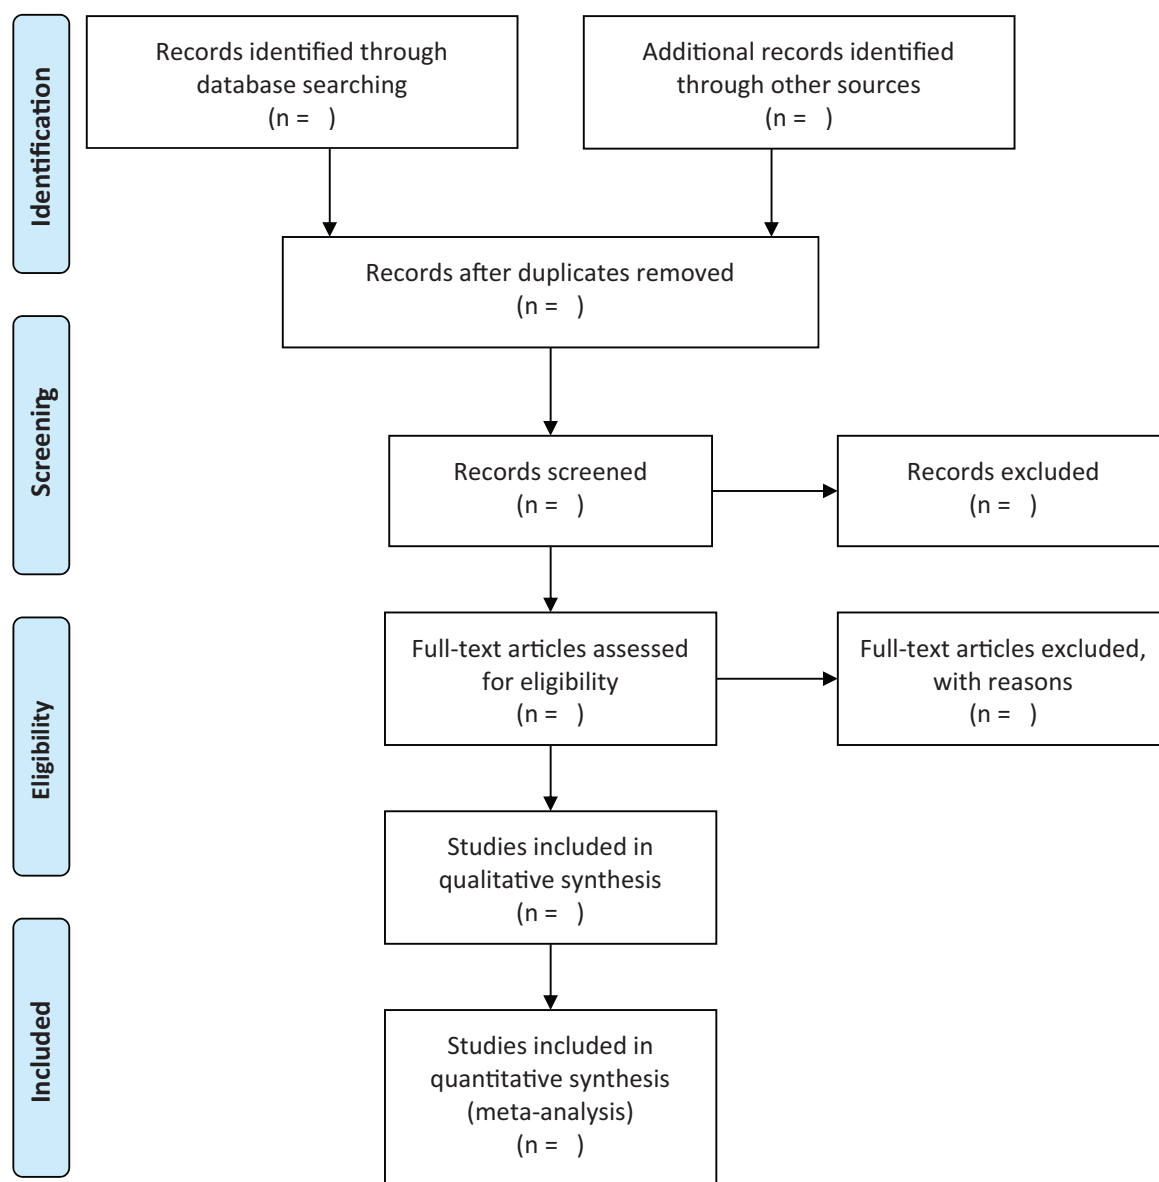 Identification
Records identified through
database searching
(n =   )
Additional records identified
through other sources
(n =   )
Records after duplicates removed
(n =   )
Screening
Records screened
(n =   )
Records excluded
(n =   )
Eligibility
Full-text articles assessed
for eligibility
(n =   )
Full-text articles excluded,
with reasons
(n =   )
Studies included in
qualitative synthesis
(n =   )
Included
Studies included in
quantitative synthesis
(meta-analysis)
(n =   )